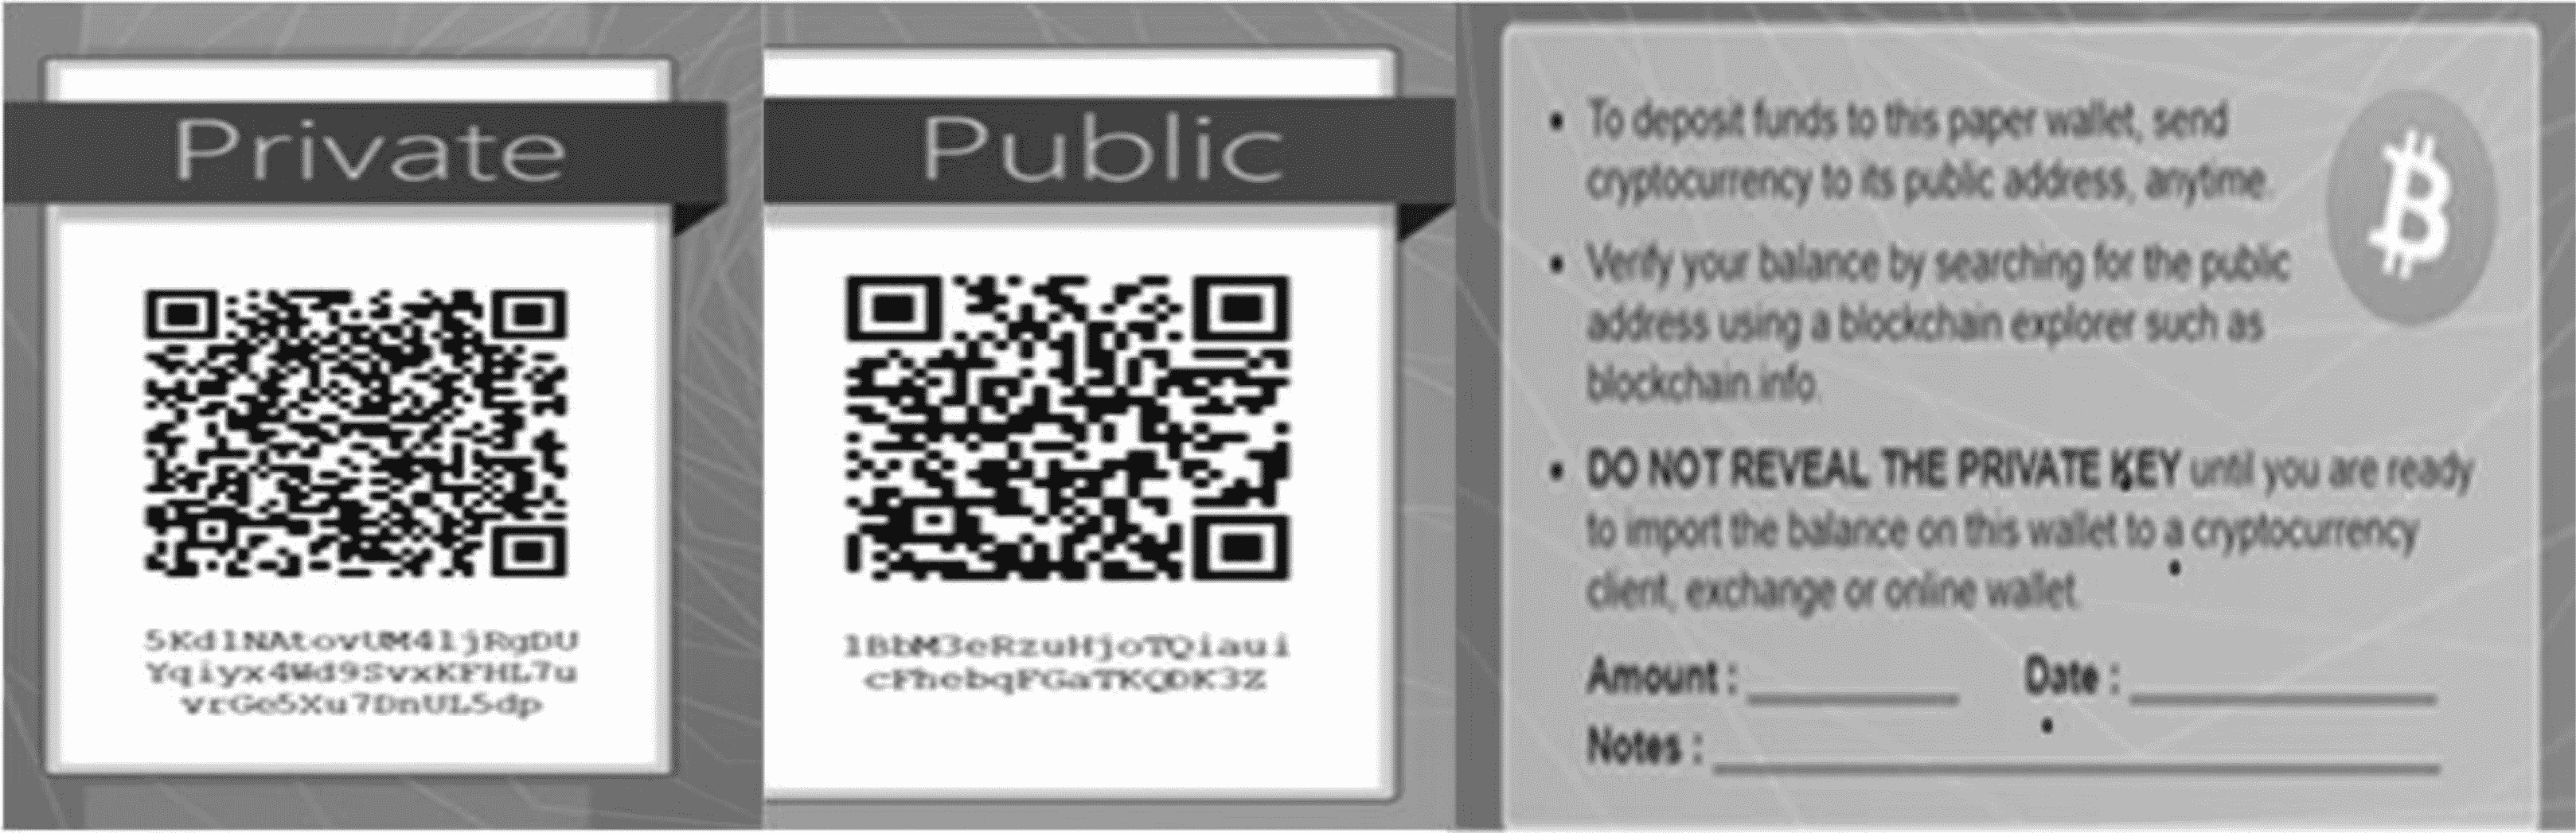 Private
5Kd1NAtovUM41jRgDU
Yqiyx4Wd9SvxKFHL7u
vrGe5Xu7DnUL5dp
Public
1BbM3eRzuHjoTQiaui
cFhebqFGaTKQDK3Z
• To deposit funds to this paper wallet, send
cryptocurrency to its public address, anytime.
• Verify your balance by searching for the public
address using a blockchain explorer such as
blockchain.info.
• DO NOT REVEAL THE PRIVATE KEY until you are ready
to import the balance on this wallet to a cryptocurrency
client, exchange or online wallet.
Amount : Date :
Notes :